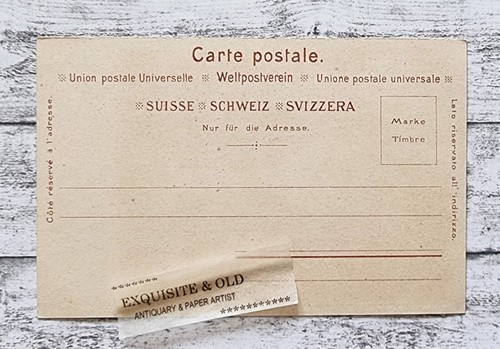 Carte postale.
Union postale Universelle ※ Weltpostverein ※ Unione postale universale ※
※ SUISSE ※ SCHWEIZ ※ SVIZZERA
Nur für die Adresse.
Marke
Timbre
Côté réservé à l'adresse.
Lato riservato all'indirizzo.
*******
EXQUISITE & OLD
ANTIQUARY & PAPER ARTIST
***********